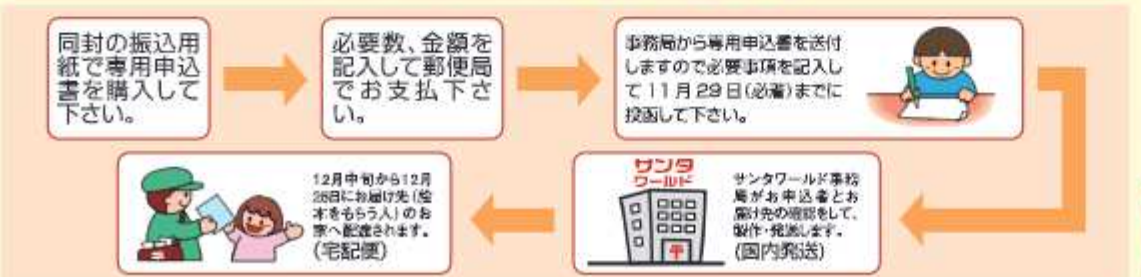 同封の振込用
紙で専用申込
書を購入して
下さい。
必要数、金額を
記入して郵便局
でお支払下さ
い。
事務局から専用申込書を送付
しますので必要事項を記入し
て11月29日(必着)までに
投函して下さい。
サンタ
ワールド
サンタワールド事務
局がお申込者とお
届け先の確認をして、
製作・発送します。
(国内発送)
〒
12月中旬から12月
25日にお届け先(絵
本をもらう人)のお
家へ配達されます。
(宅配便)